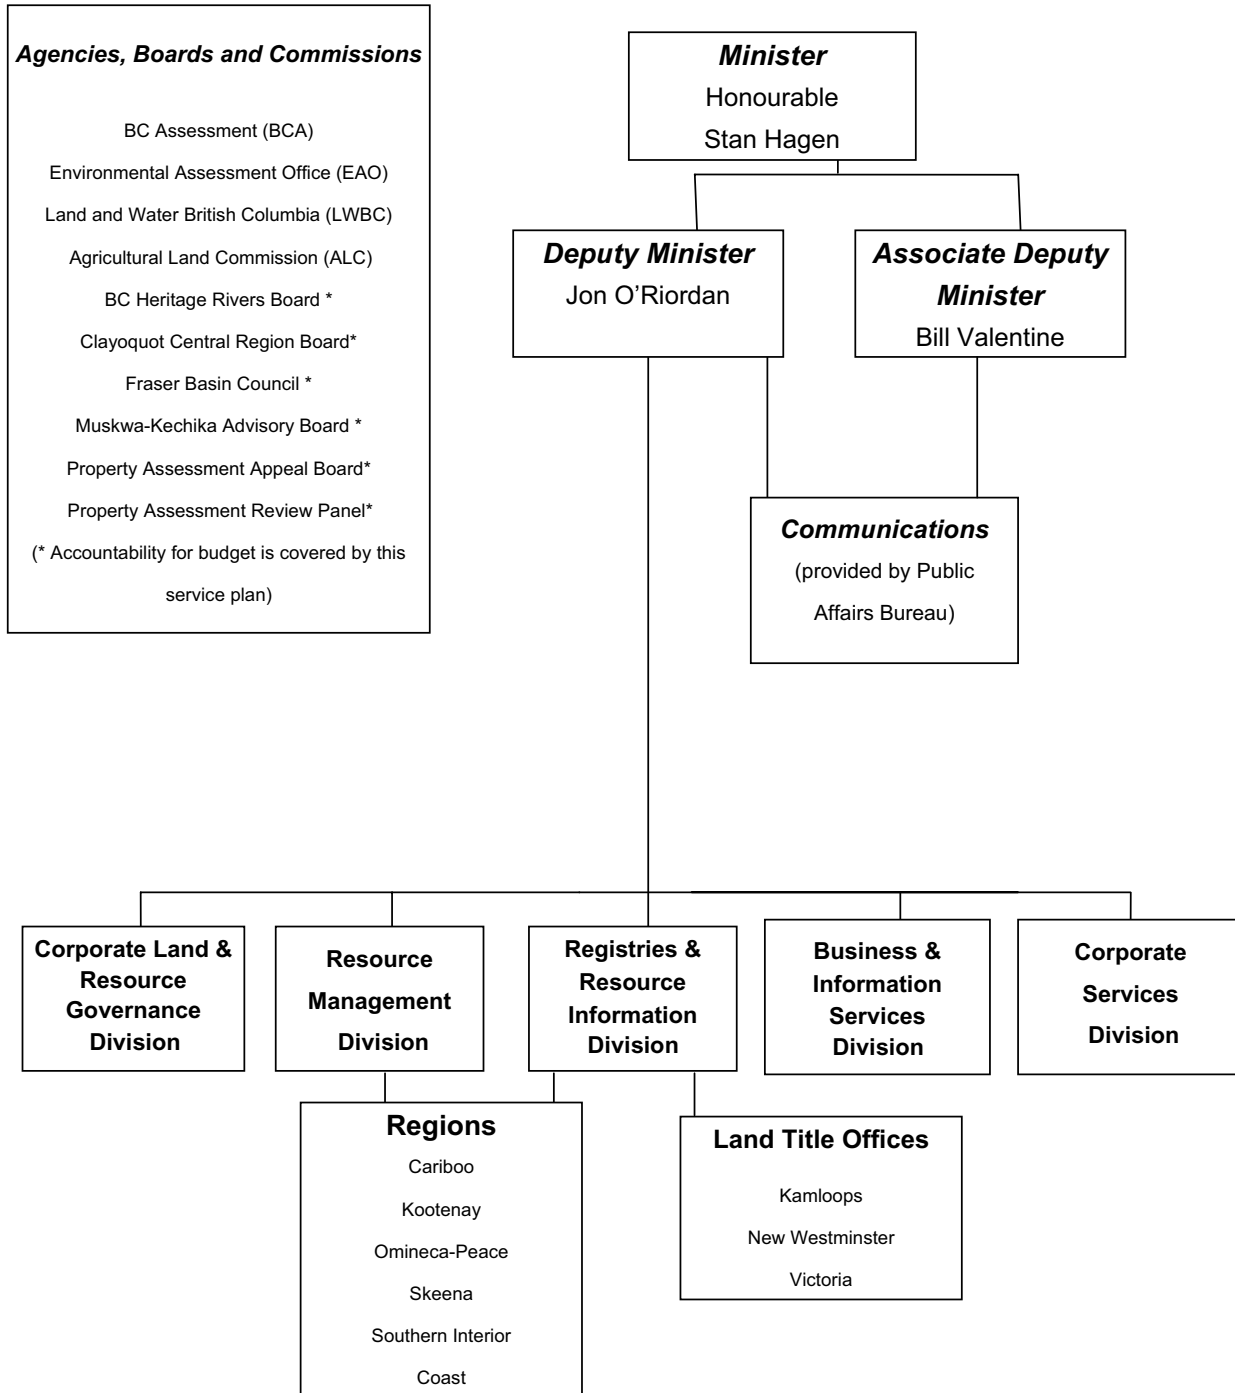 Agencies, Boards and Commissions
BC Assessment (BCA)
Environmental Assessment Office (EAO)
Land and Water British Columbia (LWBC)
Agricultural Land Commission (ALC)
BC Heritage Rivers Board *
Clayoquot Central Region Board*
Fraser Basin Council *
Muskwa-Kechika Advisory Board *
Property Assessment Appeal Board*
Property Assessment Review Panel*
(* Accountability for budget is covered by this
service plan)
Minister
Honourable
Stan Hagen
Deputy Minister
Jon O’Riordan
Associate Deputy
Minister
Bill Valentine
Communications
(provided by Public
Affairs Bureau)
Corporate Land &
Resource
Governance
Division
Resource
Management
Division
Registries &
Resource
Information
Division
Business &
Information
Services
Division
Corporate
Services
Division
Regions
Cariboo
Kootenay
Omineca-Peace
Skeena
Southern Interior
Coast
Land Title Offices
Kamloops
New Westminster
Victoria